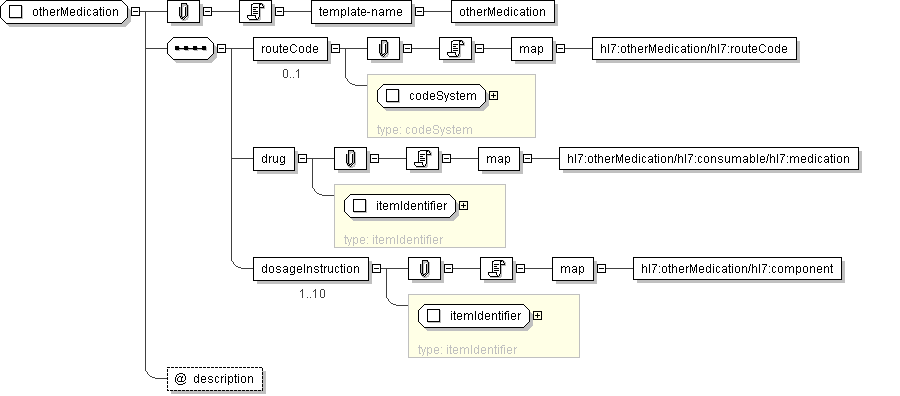 otherMedication template-name otherMedication
routeCode map hl7:otherMedication/hl7:routeCode
0..1
codeSystem
type: codeSystem
drug map hl7:otherMedication/hl7:consumable/hl7:medication
itemIdentifier
type: itemIdentifier
dosageInstruction map hl7:otherMedication/hl7:component
1..10
itemIdentifier
type: itemIdentifier
@ description